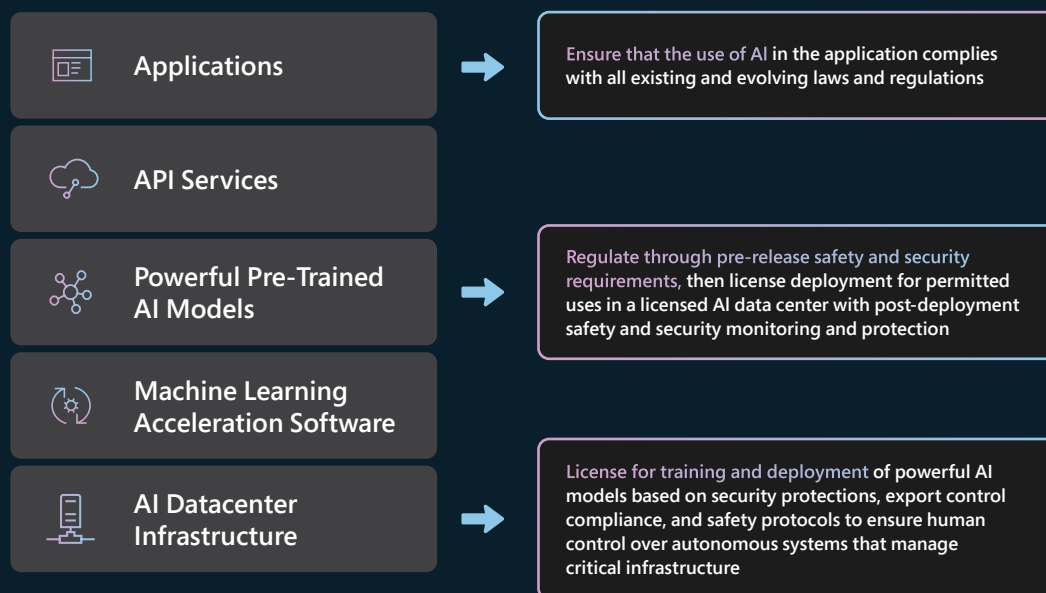 Applications
Ensure that the use of AI in the application complies
with all existing and evolving laws and regulations
API Services
Powerful Pre-Trained
AI Models
Regulate through pre-release safety and security
requirements, then license deployment for permitted
uses in a licensed AI data center with post-deployment
safety and security monitoring and protection
Machine Learning
Acceleration Software
AI Datacenter
Infrastructure
License for training and deployment of powerful AI
models based on security protections, export control
compliance, and safety protocols to ensure human
control over autonomous systems that manage
critical infrastructure